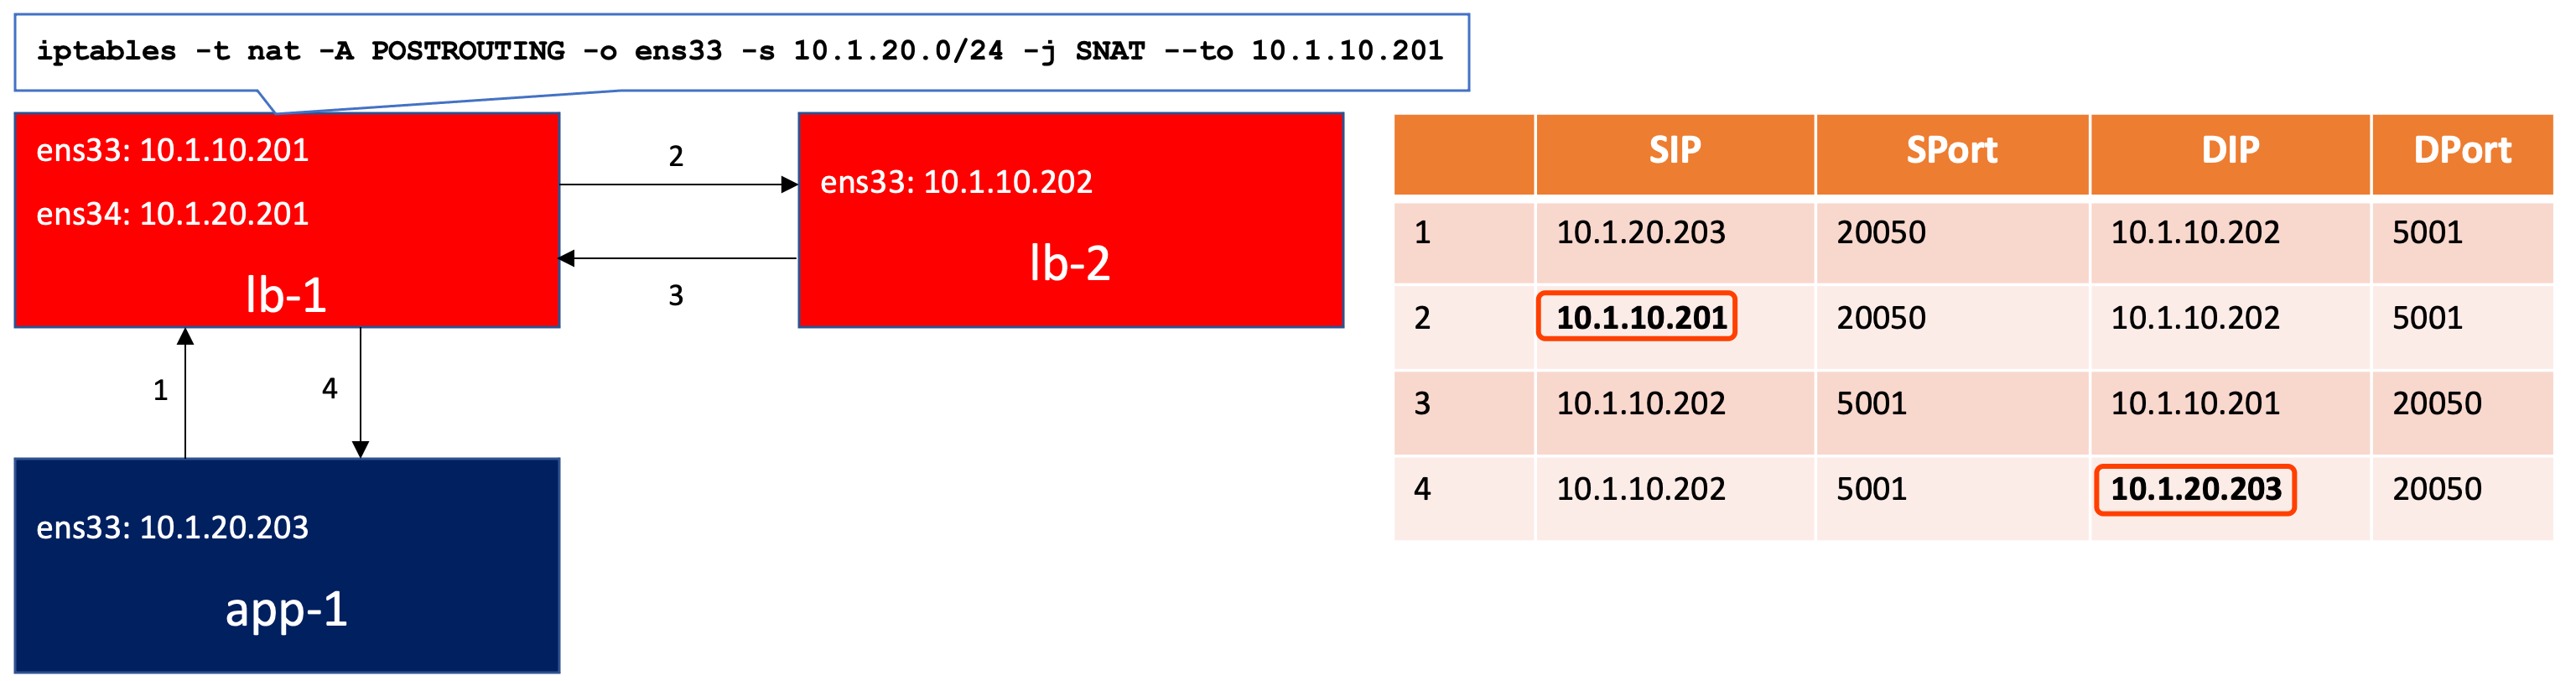 iptables -t nat -A POSTROUTING -o ens33 -s 10.1.20.0/24 -j SNAT --to 10.1.10.201
ens33: 10.1.10.201
ens34: 10.1.20.201
lb-1
2
3
ens33: 10.1.10.202
lb-2
1
4
ens33: 10.1.20.203
app-1
SIP SPort DIP DPort
1 10.1.20.203 20050 10.1.10.202 5001
2 10.1.10.201 20050 10.1.10.202 5001
3 10.1.10.202 5001 10.1.10.201 20050
4 10.1.10.202 5001 10.1.20.203 20050